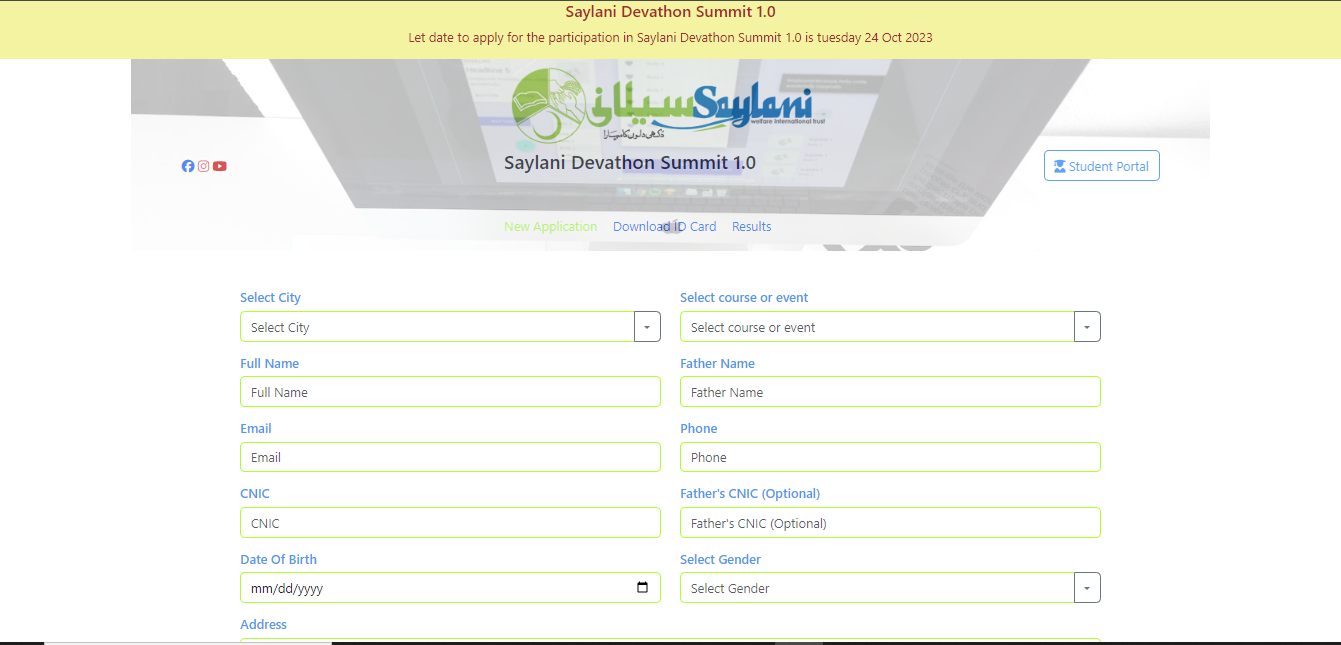 Saylani Devathon Summit 1.0
Let date to apply for the participation in Saylani Devathon Summit 1.0 is tuesday 24 Oct 2023
سیلانی Saylani
welfare international trust
دکھی دلوں کا سہارا
Saylani Devathon Summit 1.0
Student Portal
New Application Download ID Card Results
Select City Select course or event
Select City Select course or event
Full Name Father Name
Full Name Father Name
Email Phone
Email Phone
CNIC Father's CNIC (Optional)
CNIC Father's CNIC (Optional)
Date Of Birth Select Gender
mm/dd/yyyy Select Gender
Address